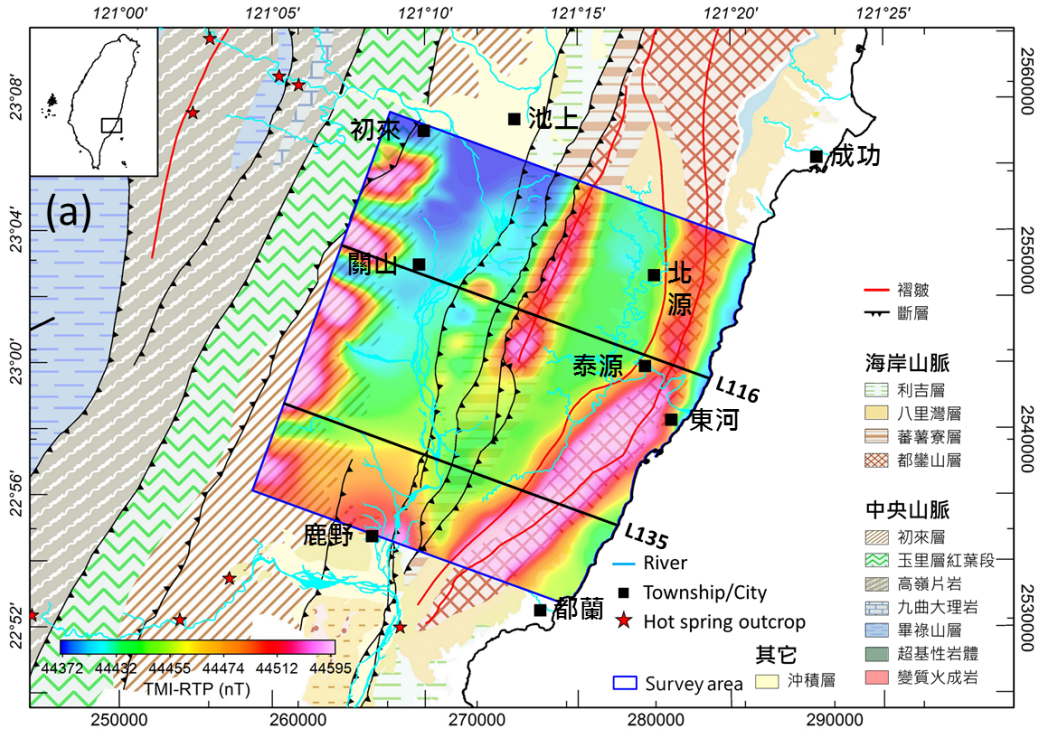 121°00'
121°05'
121°10'
121°15'
121°20'
121°25'
23°08'
23°04'
23°00'
22°56'
22°52'
2560000
2550000
2540000
2530000
(a)
初來
池上
成功
關山
北源
泰源
L116
東河
鹿野
L135
都蘭
褶皺
斷層
海岸山脈
利吉層
八里灣層
蕃薯寮層
都鑾山層
中央山脈
初來層
玉里層紅葉段
高嶺片岩
九曲大理岩
畢祿山層
超基性岩體
變質火成岩
River
Township/City
Hot spring outcrop
其它
Survey area
沖積層
44372 44432 44455 44474 44512 44595
TMI-RTP (nT)
250000
260000
270000
280000
290000